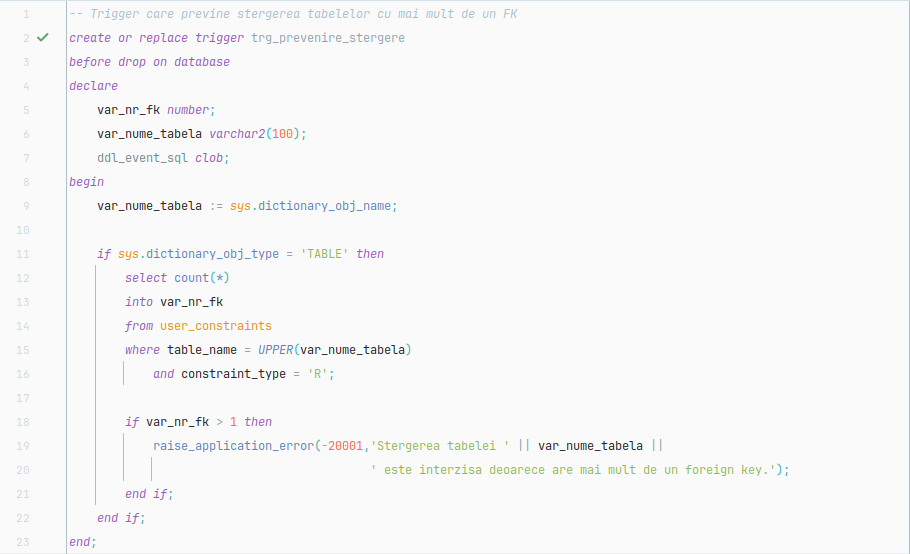 1 -- Trigger care previne stergerea tabelelor cu mai mult de un FK
2 create or replace trigger trg_prevenire_stergere
3 before drop on database
4 declare
5     var_nr_fk number;
6     var_nume_tabela varchar2(100);
7     ddl_event_sql clob;
8 begin
9     var_nume_tabela := sys.dictionary_obj_name;
10
11     if sys.dictionary_obj_type = 'TABLE' then
12         select count(*)
13         into var_nr_fk
14         from user_constraints
15         where table_name = UPPER(var_nume_tabela)
16             and constraint_type = 'R';
17
18         if var_nr_fk > 1 then
19             raise_application_error(-20001,'Stergerea tabelei ' || var_nume_tabela ||
20                                            ' este interzisa deoarece are mai mult de un foreign key.');
21         end if;
22     end if;
23 end;